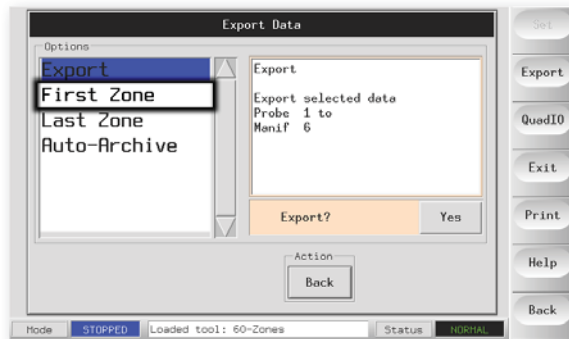 Export Data
Options
Export
First Zone
Last Zone
Auto-Archive
Export
Export selected data
Probe 1 to
Manif 6
Export?
Yes
Action
Back
Set
Export
QuadIO
Exit
Print
Help
Back
Mode
STOPPED
Loaded tool: 60-Zones
Status
NORMAL